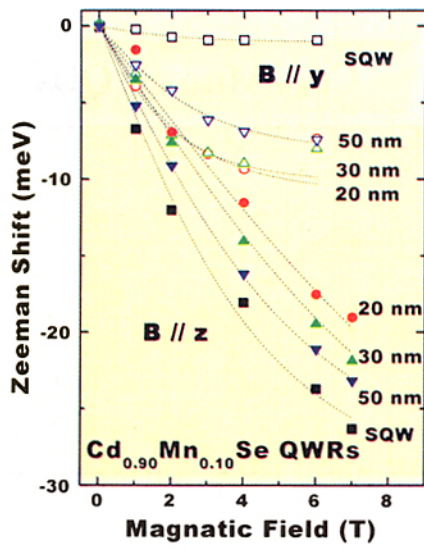 0
SQW
B // y
50 nm
30 nm
20 nm
-10
20 nm
30 nm
50 nm
SQW
B // z
-20
Cd0.90Mn0.10Se QWRs
-30
0 2 4 6 8
Magnetic Field (T)
Zeeman Shift (meV)